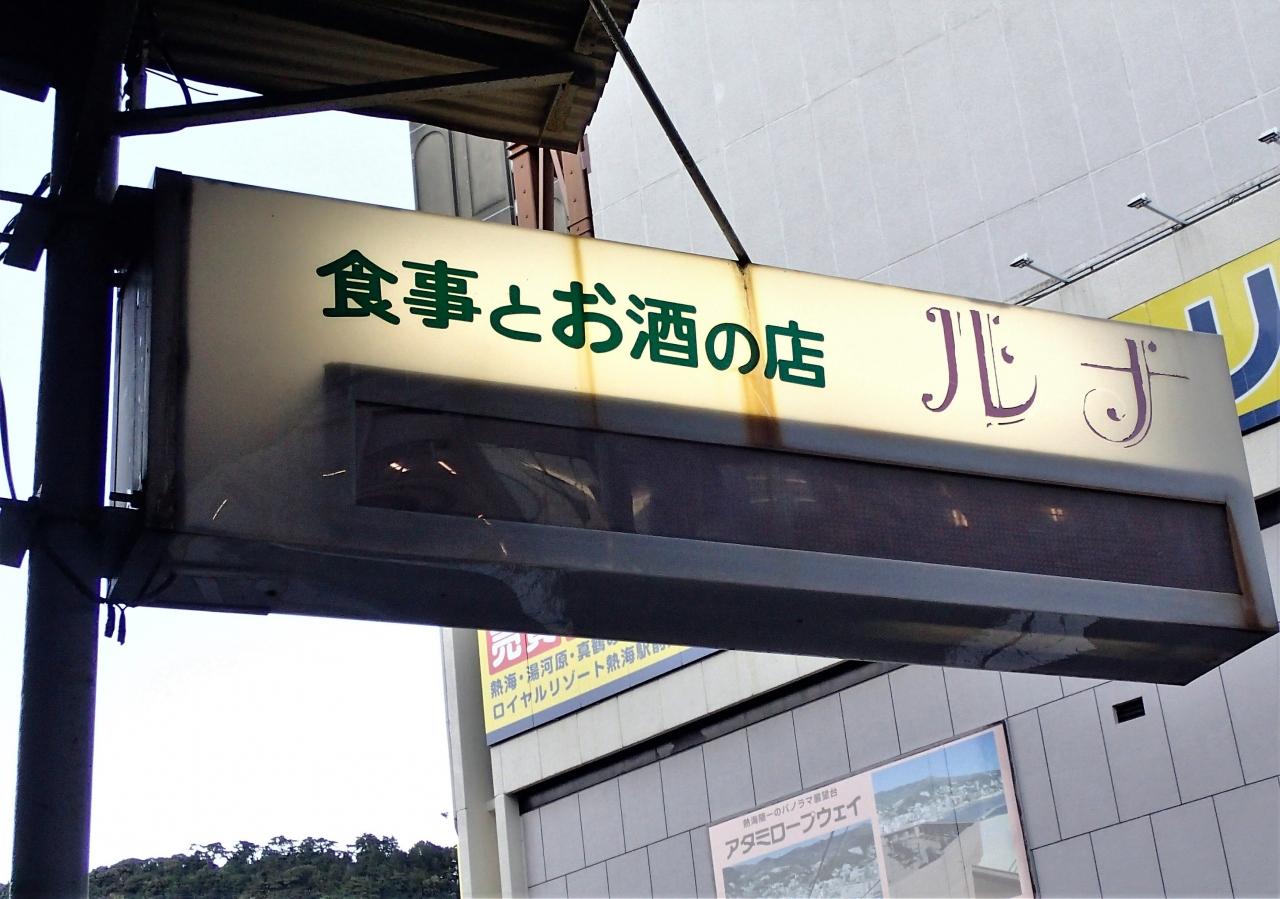 食事とお酒の店 ルナ
リ
熱海・湯河原・真鶴
ロイヤルリゾート熱海駅前
熱海随一のパノラマ展望台
アタミロープウェイ